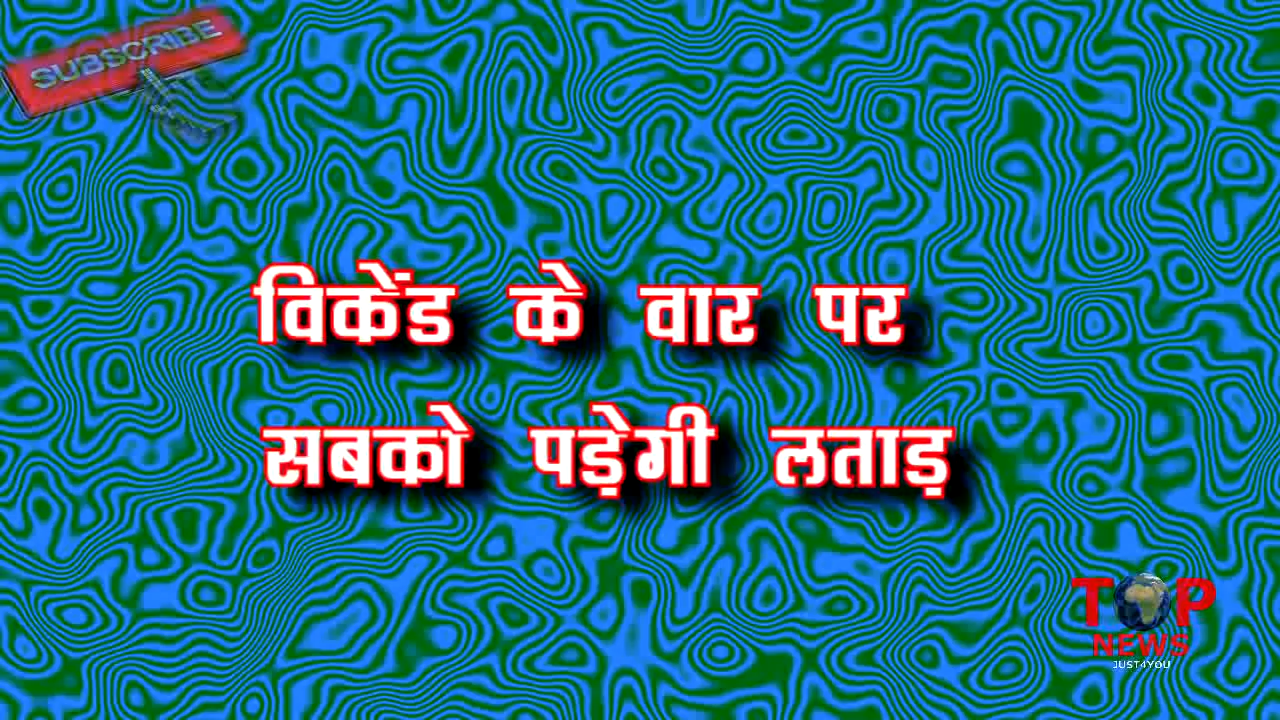 SUBSCRIBE
विकेंड के वार पर
सबको पड़ेगी लताड़
TOP
NEWS
JUST4YOU